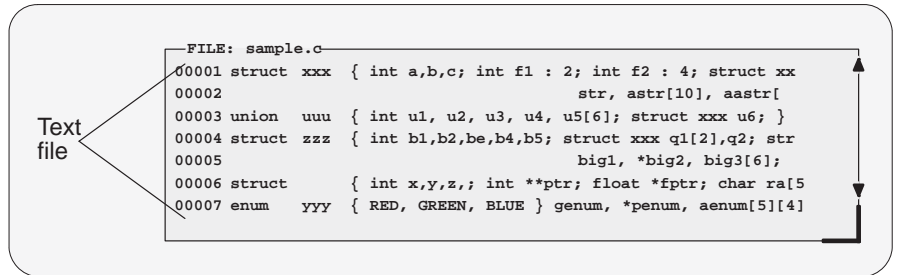 FILE: sample.c
00001 struct xxx { int a,b,c; int f1 : 2; int f2 : 4; struct xx
00002 str, astr[10], aastr[
00003 union uuu { int u1, u2, u3, u4, u5[6]; struct xxx u6; }
00004 struct zzz { int b1,b2,be,b4,b5; struct xxx q1[2],q2; str
00005 big1, *big2, big3[6];
00006 struct { int x,y,z,; int **ptr; float *fptr; char ra[5
00007 enum yyy { RED, GREEN, BLUE } genum, *penum, aenum[5][4]
Text
file